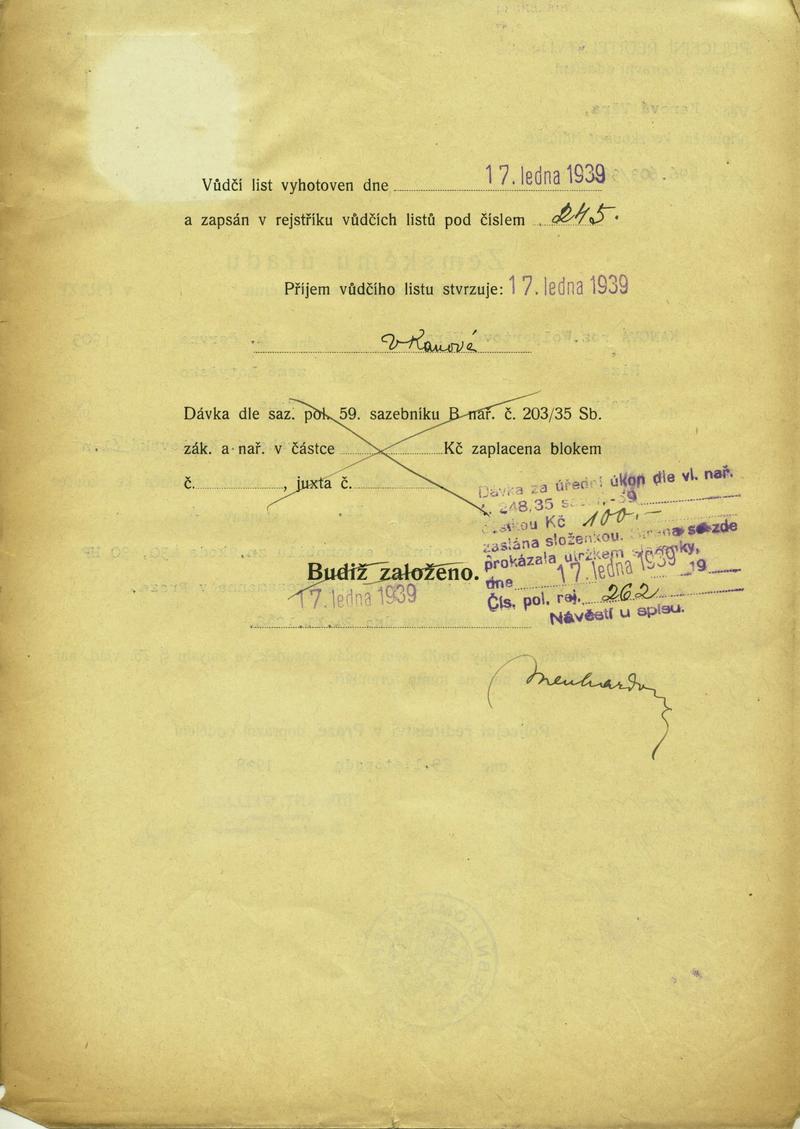 Vůdčí list vyhotoven dne 17. ledna 1939
a zapsán v rejstříku vůdčích listů pod číslem 245.
Příjem vůdčího listu stvrzuje: 17. ledna 1939
VKanová
Dávka dle saz. pol. 59. sazebníku B nař. č. 203/35 Sb.
zák. a nař. v částce Kč zaplacena blokem
č. , juxta č.
Dávka za úřední úkon dle vl. nař.
248,35
Kč 100.-
zaslána složenkou.
prokázala útržkem
dne 17. ledna 1939 19
Čís. pol. rej. 262
Návěstí u spisu.
Budiž založeno.
17. ledna 1939